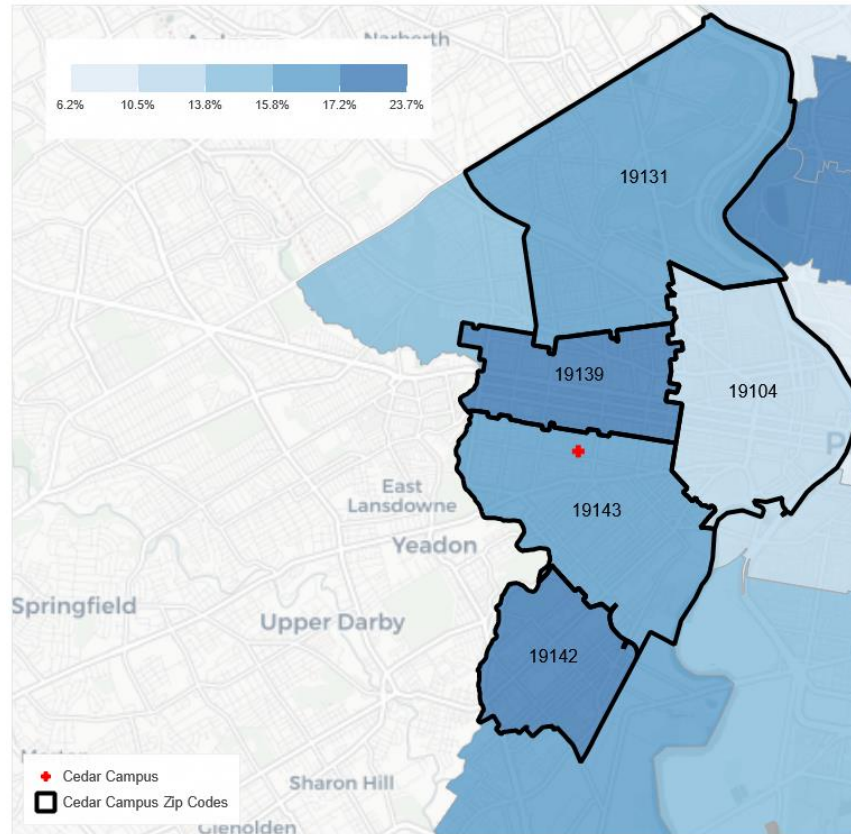 Narberth
6.2% 10.5% 13.8% 15.8% 17.2% 23.7%
19131
19139
19104
East
Lansdowne
19143
Yeadon
Springfield
Upper Darby
19142
Cedar Campus
Sharon Hill
Cedar Campus Zip Codes
Glenolden